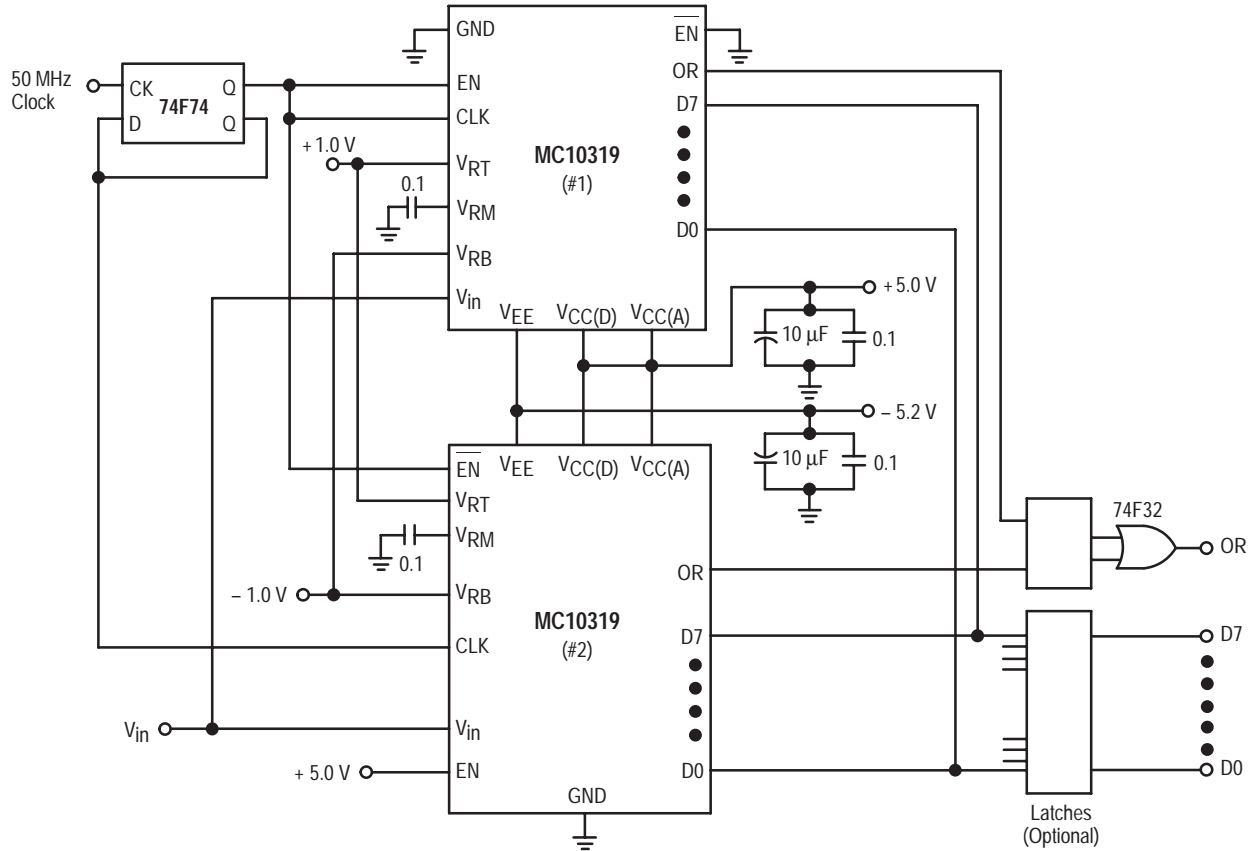 50 MHz
Clock
CK
Q
74F74
D
Q
+1.0 V
0.1
GND
EN
OR
EN
D7
CLK
VRT
MC10319
(#1)
VRM
D0
VRB
Vin
VEE VCC(D) VCC(A)
+5.0 V
10 µF
0.1
– 5.2 V
10 µF
0.1
EN
VEE VCC(D) VCC(A)
VRT
VRM
0.1
OR
– 1.0 V
VRB
MC10319
(#2)
D7
CLK
Vin
Vin
+ 5.0 V
EN
D0
GND
74F32
OR
D7
D0
Latches
(Optional)